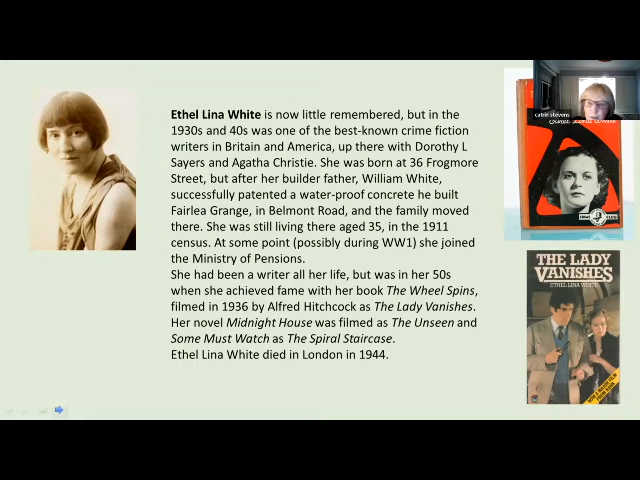 Ethel Lina White is now little remembered, but in the
1930s and 40s was one of the best-known crime fiction
writers in Britain and America, up there with Dorothy L
Sayers and Agatha Christie. She was born at 36 Frogmore
Street, but after her builder father, William White,
successfully patented a water-proof concrete he built
Fairlea Grange, in Belmont Road, and the family moved
there. She was still living there aged 35, in the 1911
census. At some point (possibly during WW1) she joined
the Ministry of Pensions.
She had been a writer all her life, but was in her 50s
when she achieved fame with her book The Wheel Spins,
filmed in 1936 by Alfred Hitchcock as The Lady Vanishes.
Her novel Midnight House was filmed as The Unseen and
Some Must Watch as The Spiral Staircase.
Ethel Lina White died in London in 1944.
catrin stevens
CRIME
CLUB
THE LADY
VANISHES
ETHEL LINA WHITE
NOW A MAJOR FILM